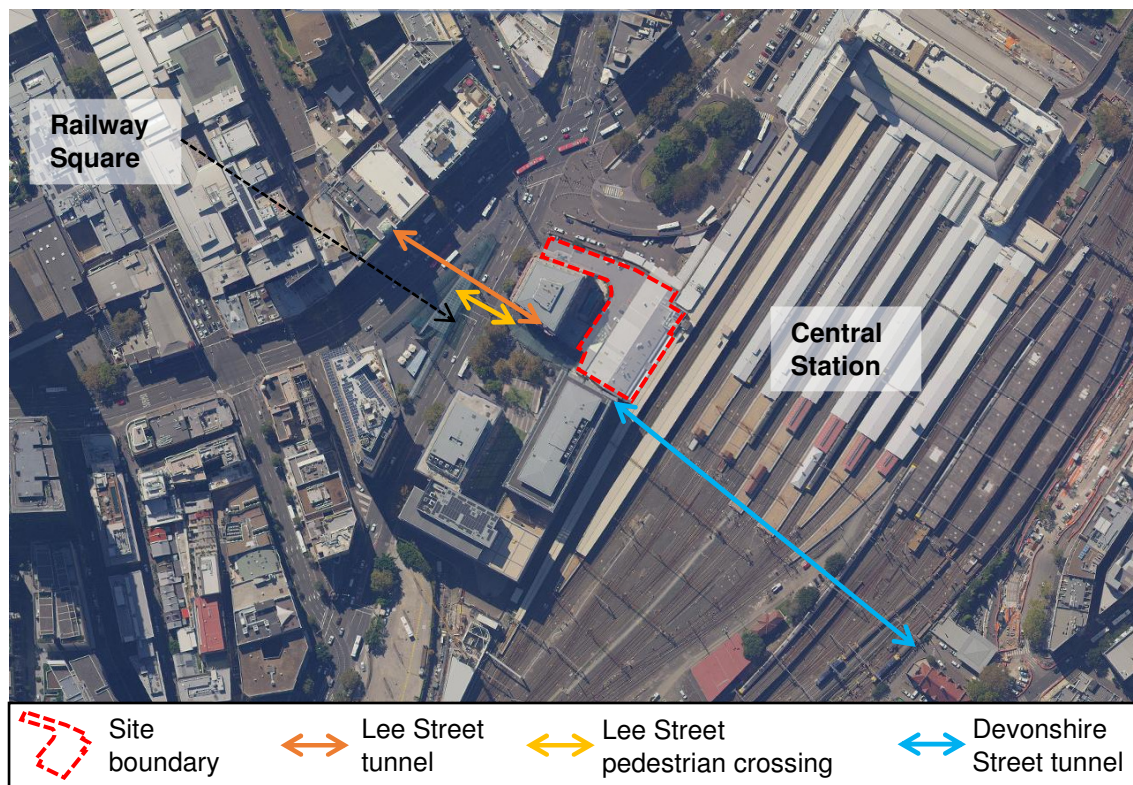 Railway
Square
Central
Station
Site
boundary
Lee Street
tunnel
Lee Street
pedestrian crossing
Devonshire
Street tunnel